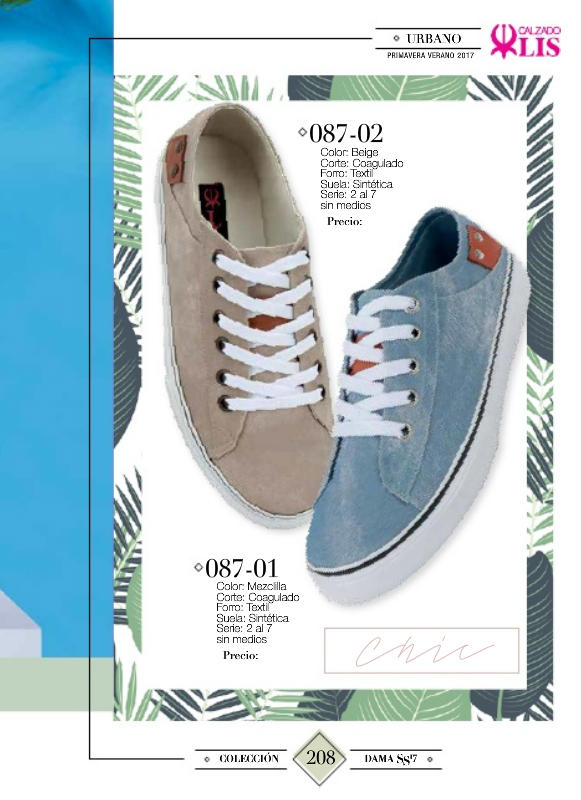 URBANO
PRIMAVERA VERANO 2017
CALZADO
LIS
087-02
Color: Beige
Corte: Coagulado
Forro: Textil
Suela: Sintética
Serie: 2 al 7
sin medios
Precio:
087-01
Color: Mezclilla
Corte: Coagulado
Forro: Textil
Suela: Sintética
Serie: 2 al 7
sin medios
Precio:
chic
COLECCIÓN
208
DAMA SS'7